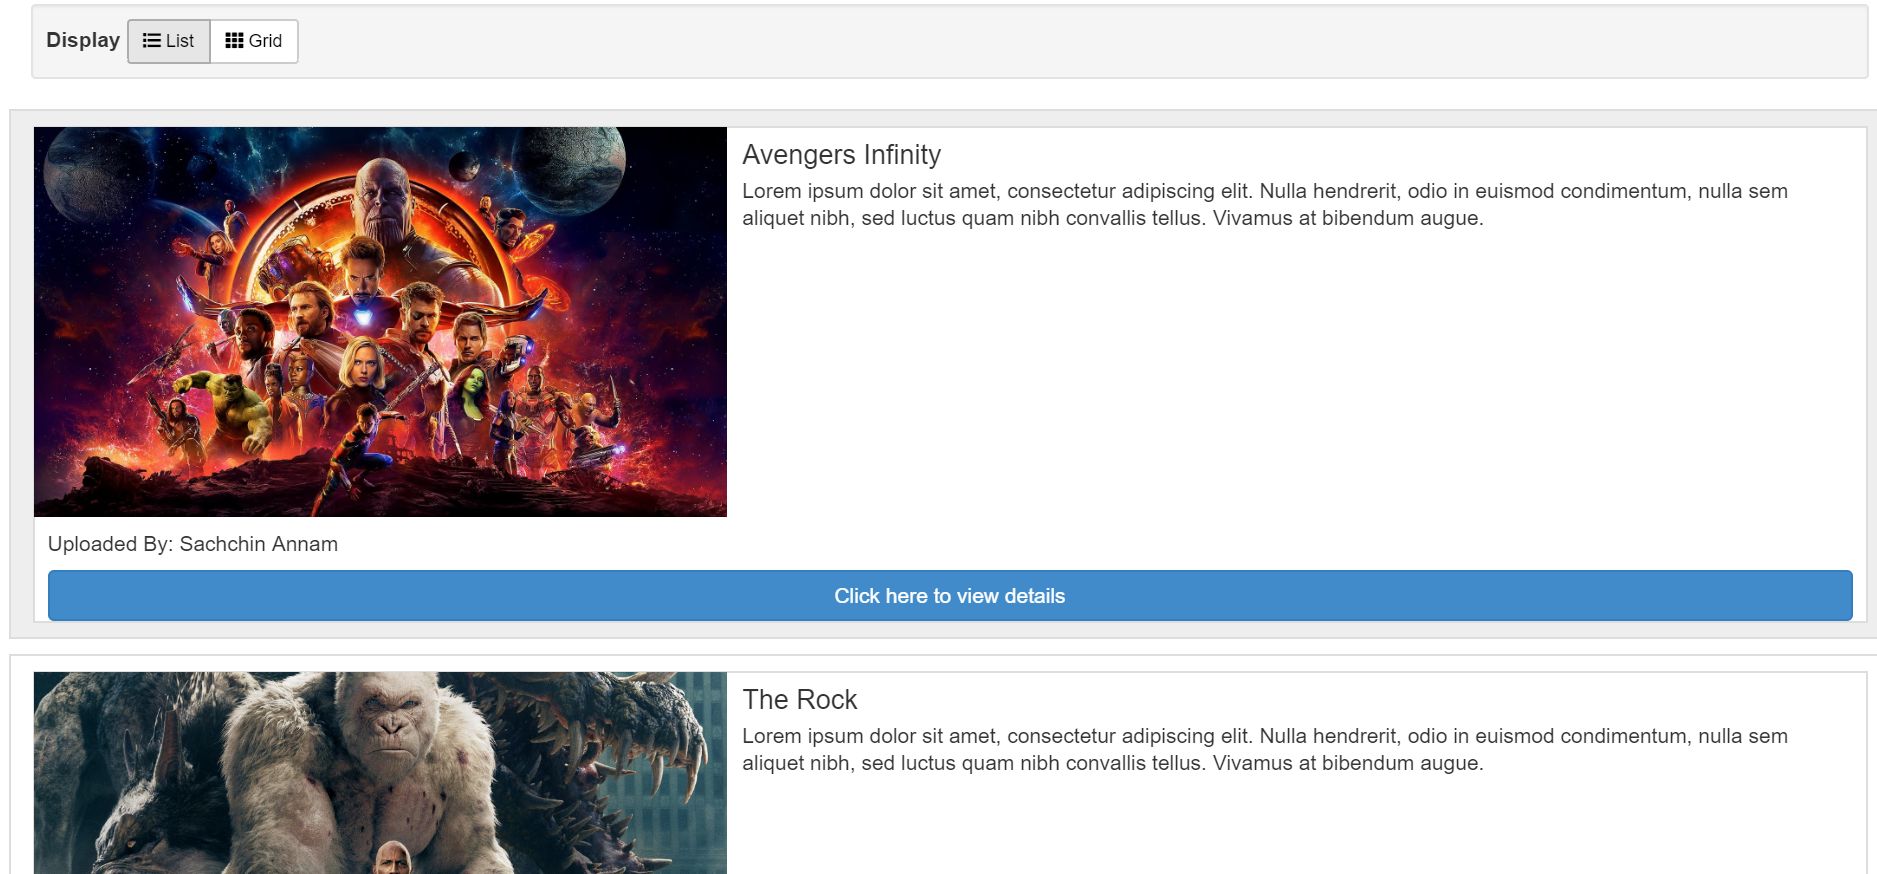 Display List Grid
Avengers Infinity
Lorem ipsum dolor sit amet, consectetur adipiscing elit. Nulla hendrerit, odio in euismod condimentum, nulla sem
aliquet nibh, sed luctus quam nibh convallis tellus. Vivamus at bibendum augue.
Uploaded By: Sachchin Annam
Click here to view details
The Rock
Lorem ipsum dolor sit amet, consectetur adipiscing elit. Nulla hendrerit, odio in euismod condimentum, nulla sem
aliquet nibh, sed luctus quam nibh convallis tellus. Vivamus at bibendum augue.